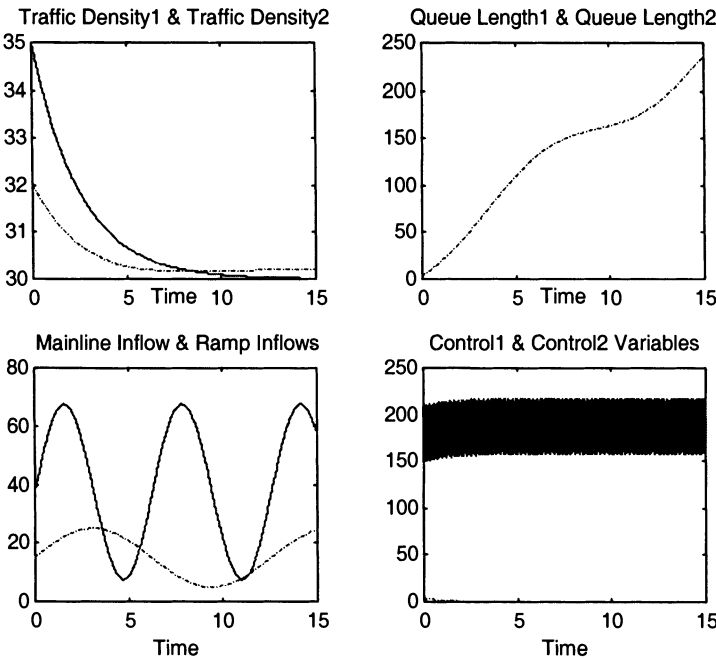 Traffic Density1 & Traffic Density2
35
33
32
31
30
0 5 10 15
Time
Queue Length1 & Queue Length2
250
200
150
100
50
0
0 5 10 15
Time
Mainline Inflow & Ramp Inflows
80
60
40
20
0
0 5 10 15
Time
Control1 & Control2 Variables
250
200
150
100
50
0
0 5 10 15
Time